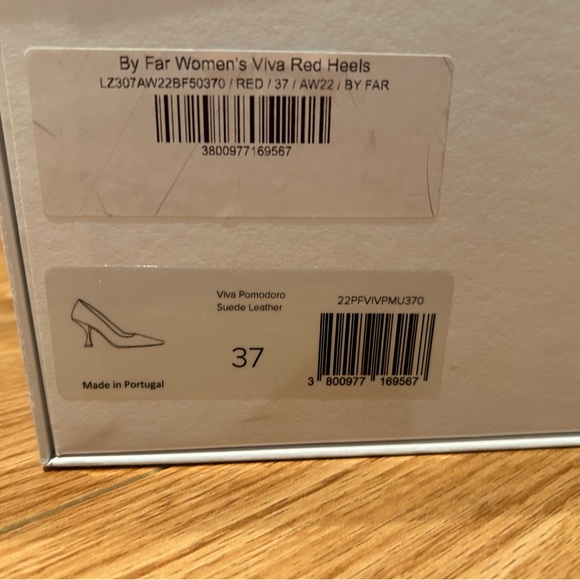 By Far Women's Viva Red Heels
LZ307AW22BF50370 / RED / 37 / AW22 / BY FAR
3800977169567
Viva Pomodoro
Suede Leather
22PFVIVPMU370
37
3 800977 169567
Made in Portugal